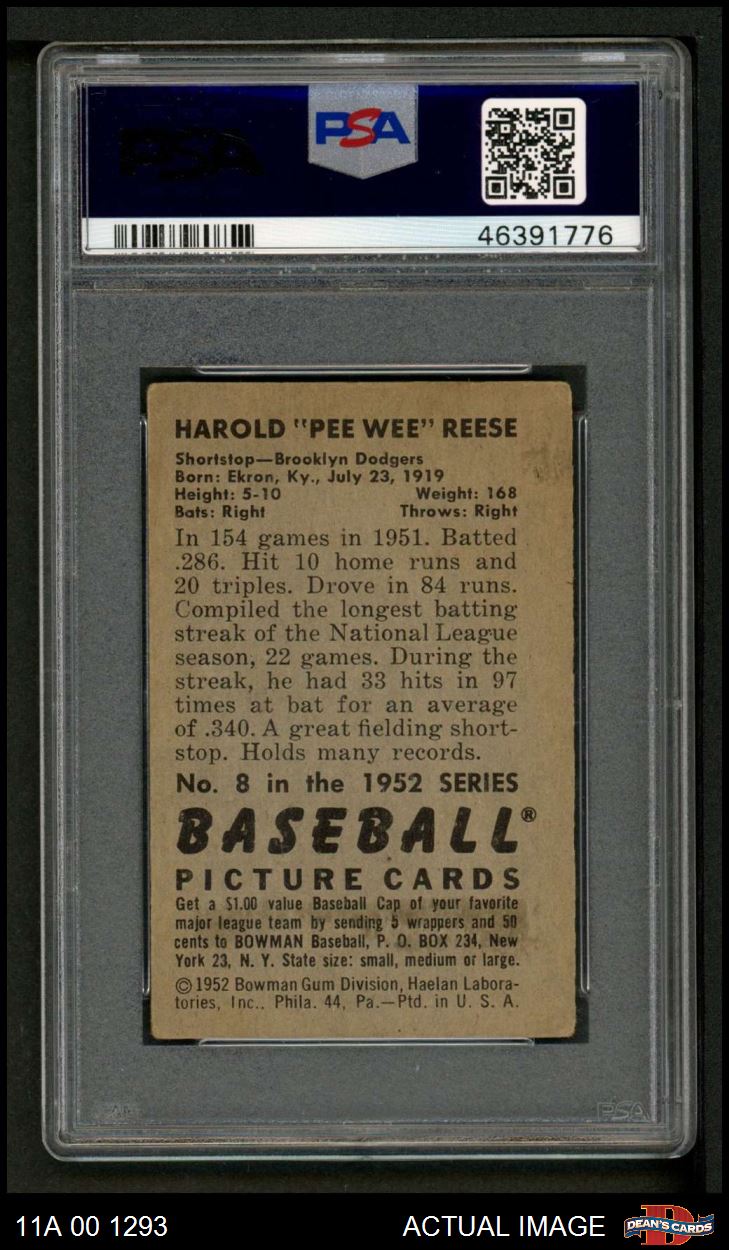 PSA
PSA
46391776
HAROLD "PEE WEE" REESE
Shortstop—Brooklyn Dodgers
Born: Ekron, Ky., July 23, 1919
Height: 5-10 Weight: 168
Bats: Right Throws: Right
In 154 games in 1951. Batted
.286. Hit 10 home runs and
20 triples. Drove in 84 runs.
Compiled the longest batting
streak of the National League
season, 22 games. During the
streak, he had 33 hits in 97
times at bat for an average
of .340. A great fielding short-
stop. Holds many records.
No. 8 in the 1952 SERIES
BASEBALL®
PICTURE CARDS
Get a $1.00 value Baseball Cap of your favorite
major league team by sending 5 wrappers and 50
cents to BOWMAN Baseball, P. O. BOX 234, New
York 23, N. Y. State size: small, medium or large.
©1952 Bowman Gum Division, Haelan Labora-
tories, Inc.. Phila. 44, Pa.—Ptd. in U. S. A.
PSA
11A 00 1293 ACTUAL IMAGE DEAN'S CARDS